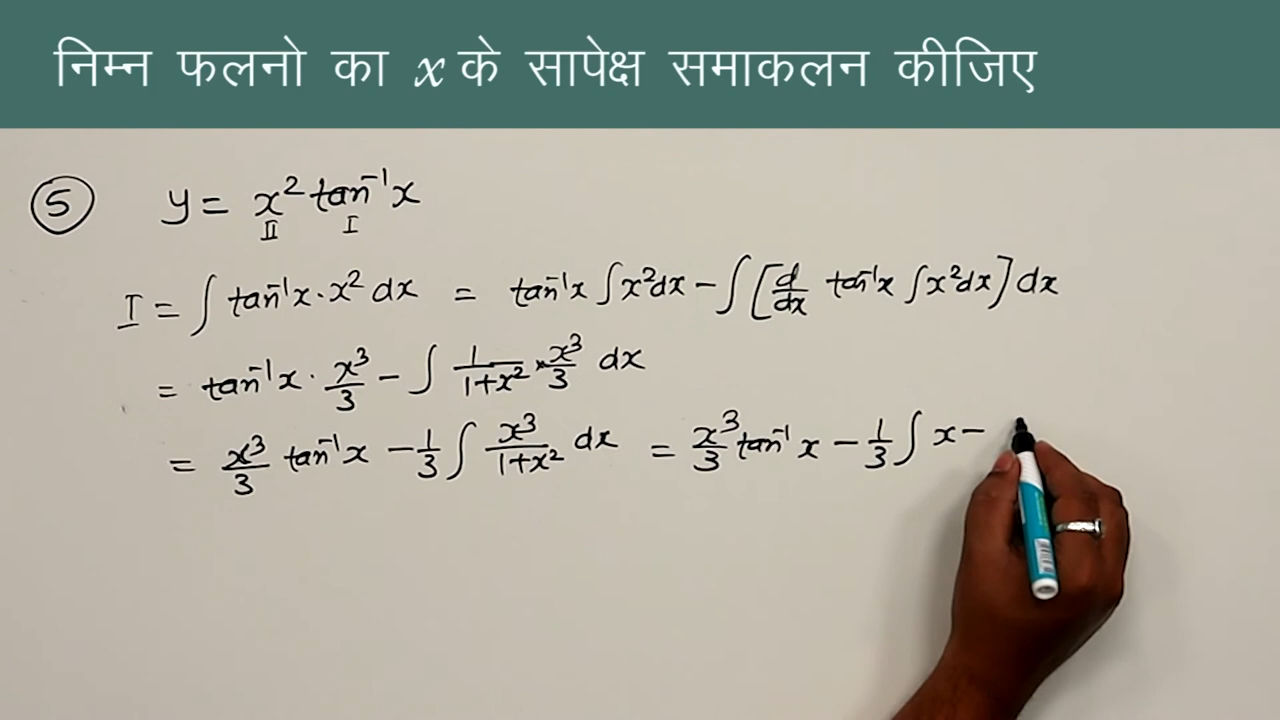 निम्न फलनो का x के सापेक्ष समाकलन कीजिए
⑤ y = x² tan⁻¹x
II I
I = ∫ tan⁻¹x · x² dx = tan⁻¹x ∫x²dx − ∫ [d/dx tan⁻¹x ∫x²dx] dx
= tan⁻¹x · x³/3 − ∫ 1/(1+x²) × x³/3 dx
= x³/3 tan⁻¹x − 1/3 ∫ x³/(1+x²) dx = x³/3 tan⁻¹x − 1/3 ∫ x −